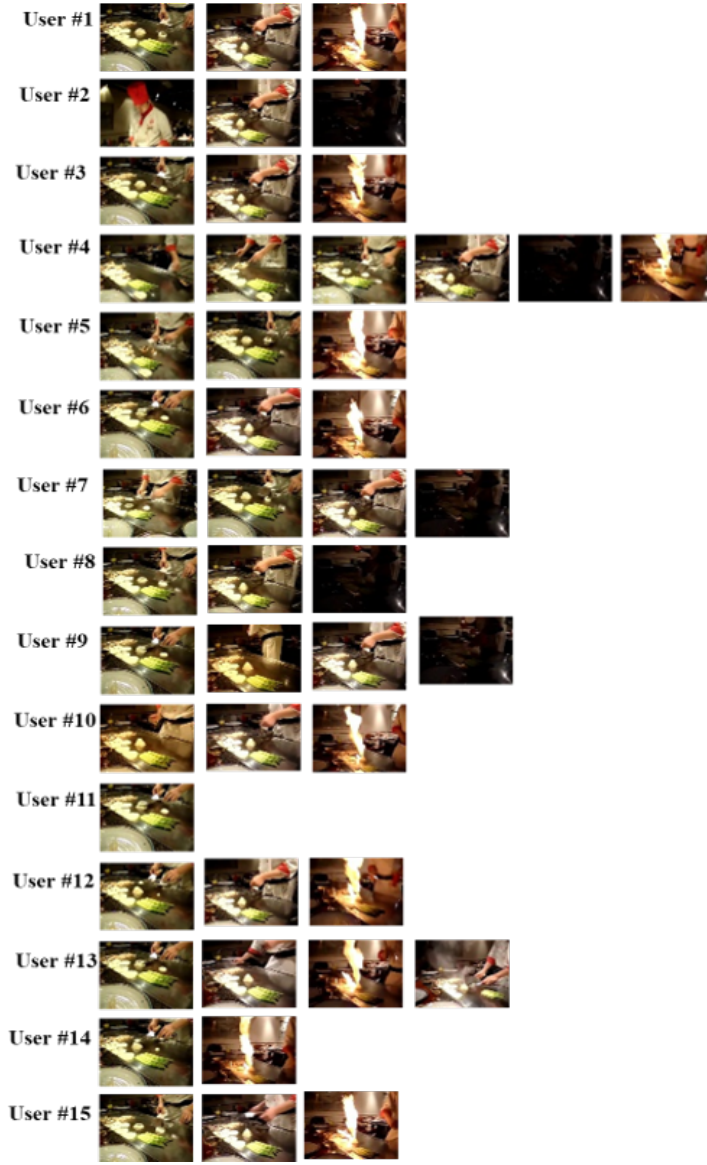 User #1
User #2
User #3
User #4
User #5
User #6
User #7
User #8
User #9
User #10
User #11
User #12
User #13
User #14
User #15